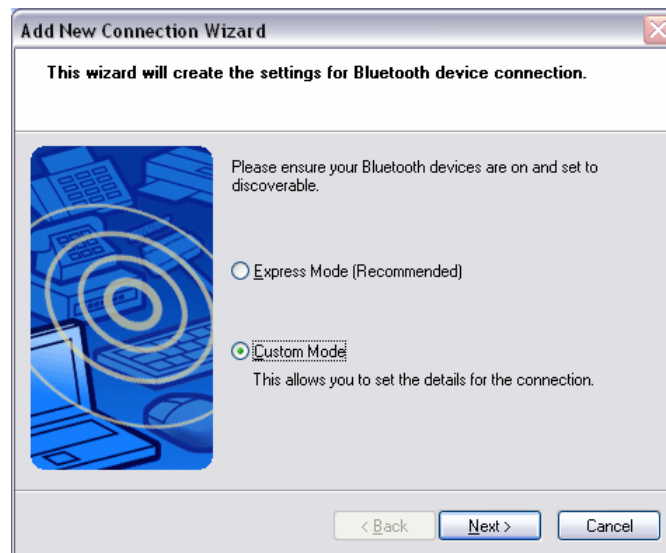 Add New Connection Wizard
This wizard will create the settings for Bluetooth device connection.
Please ensure your Bluetooth devices are on and set to
discoverable.
Express Mode (Recommended)
Custom Mode
This allows you to set the details for the connection.
< Back
Next >
Cancel